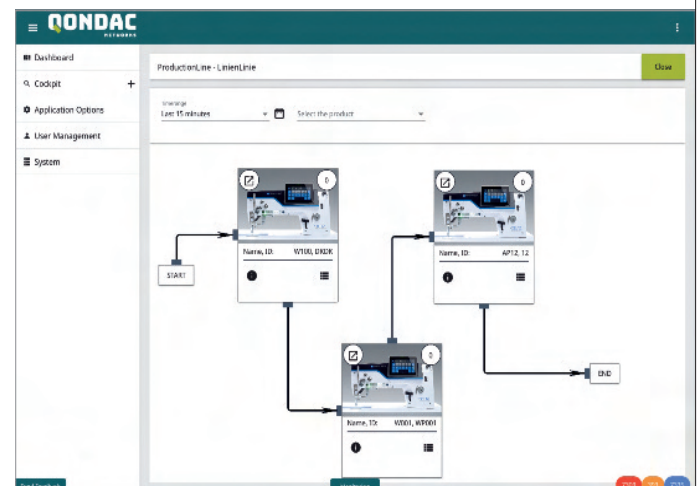 QONDAC
NETWORKS
Dashboard
Cockpit +
Application Options
User Management
System
ProductionLine - LinienLinie
Close
Timerange
Last 15 minutes
Select the product
START
0
Name, ID: W100, DKDK
0
Name, ID: W001, WP001
0
Name, ID: AP12, 12
END